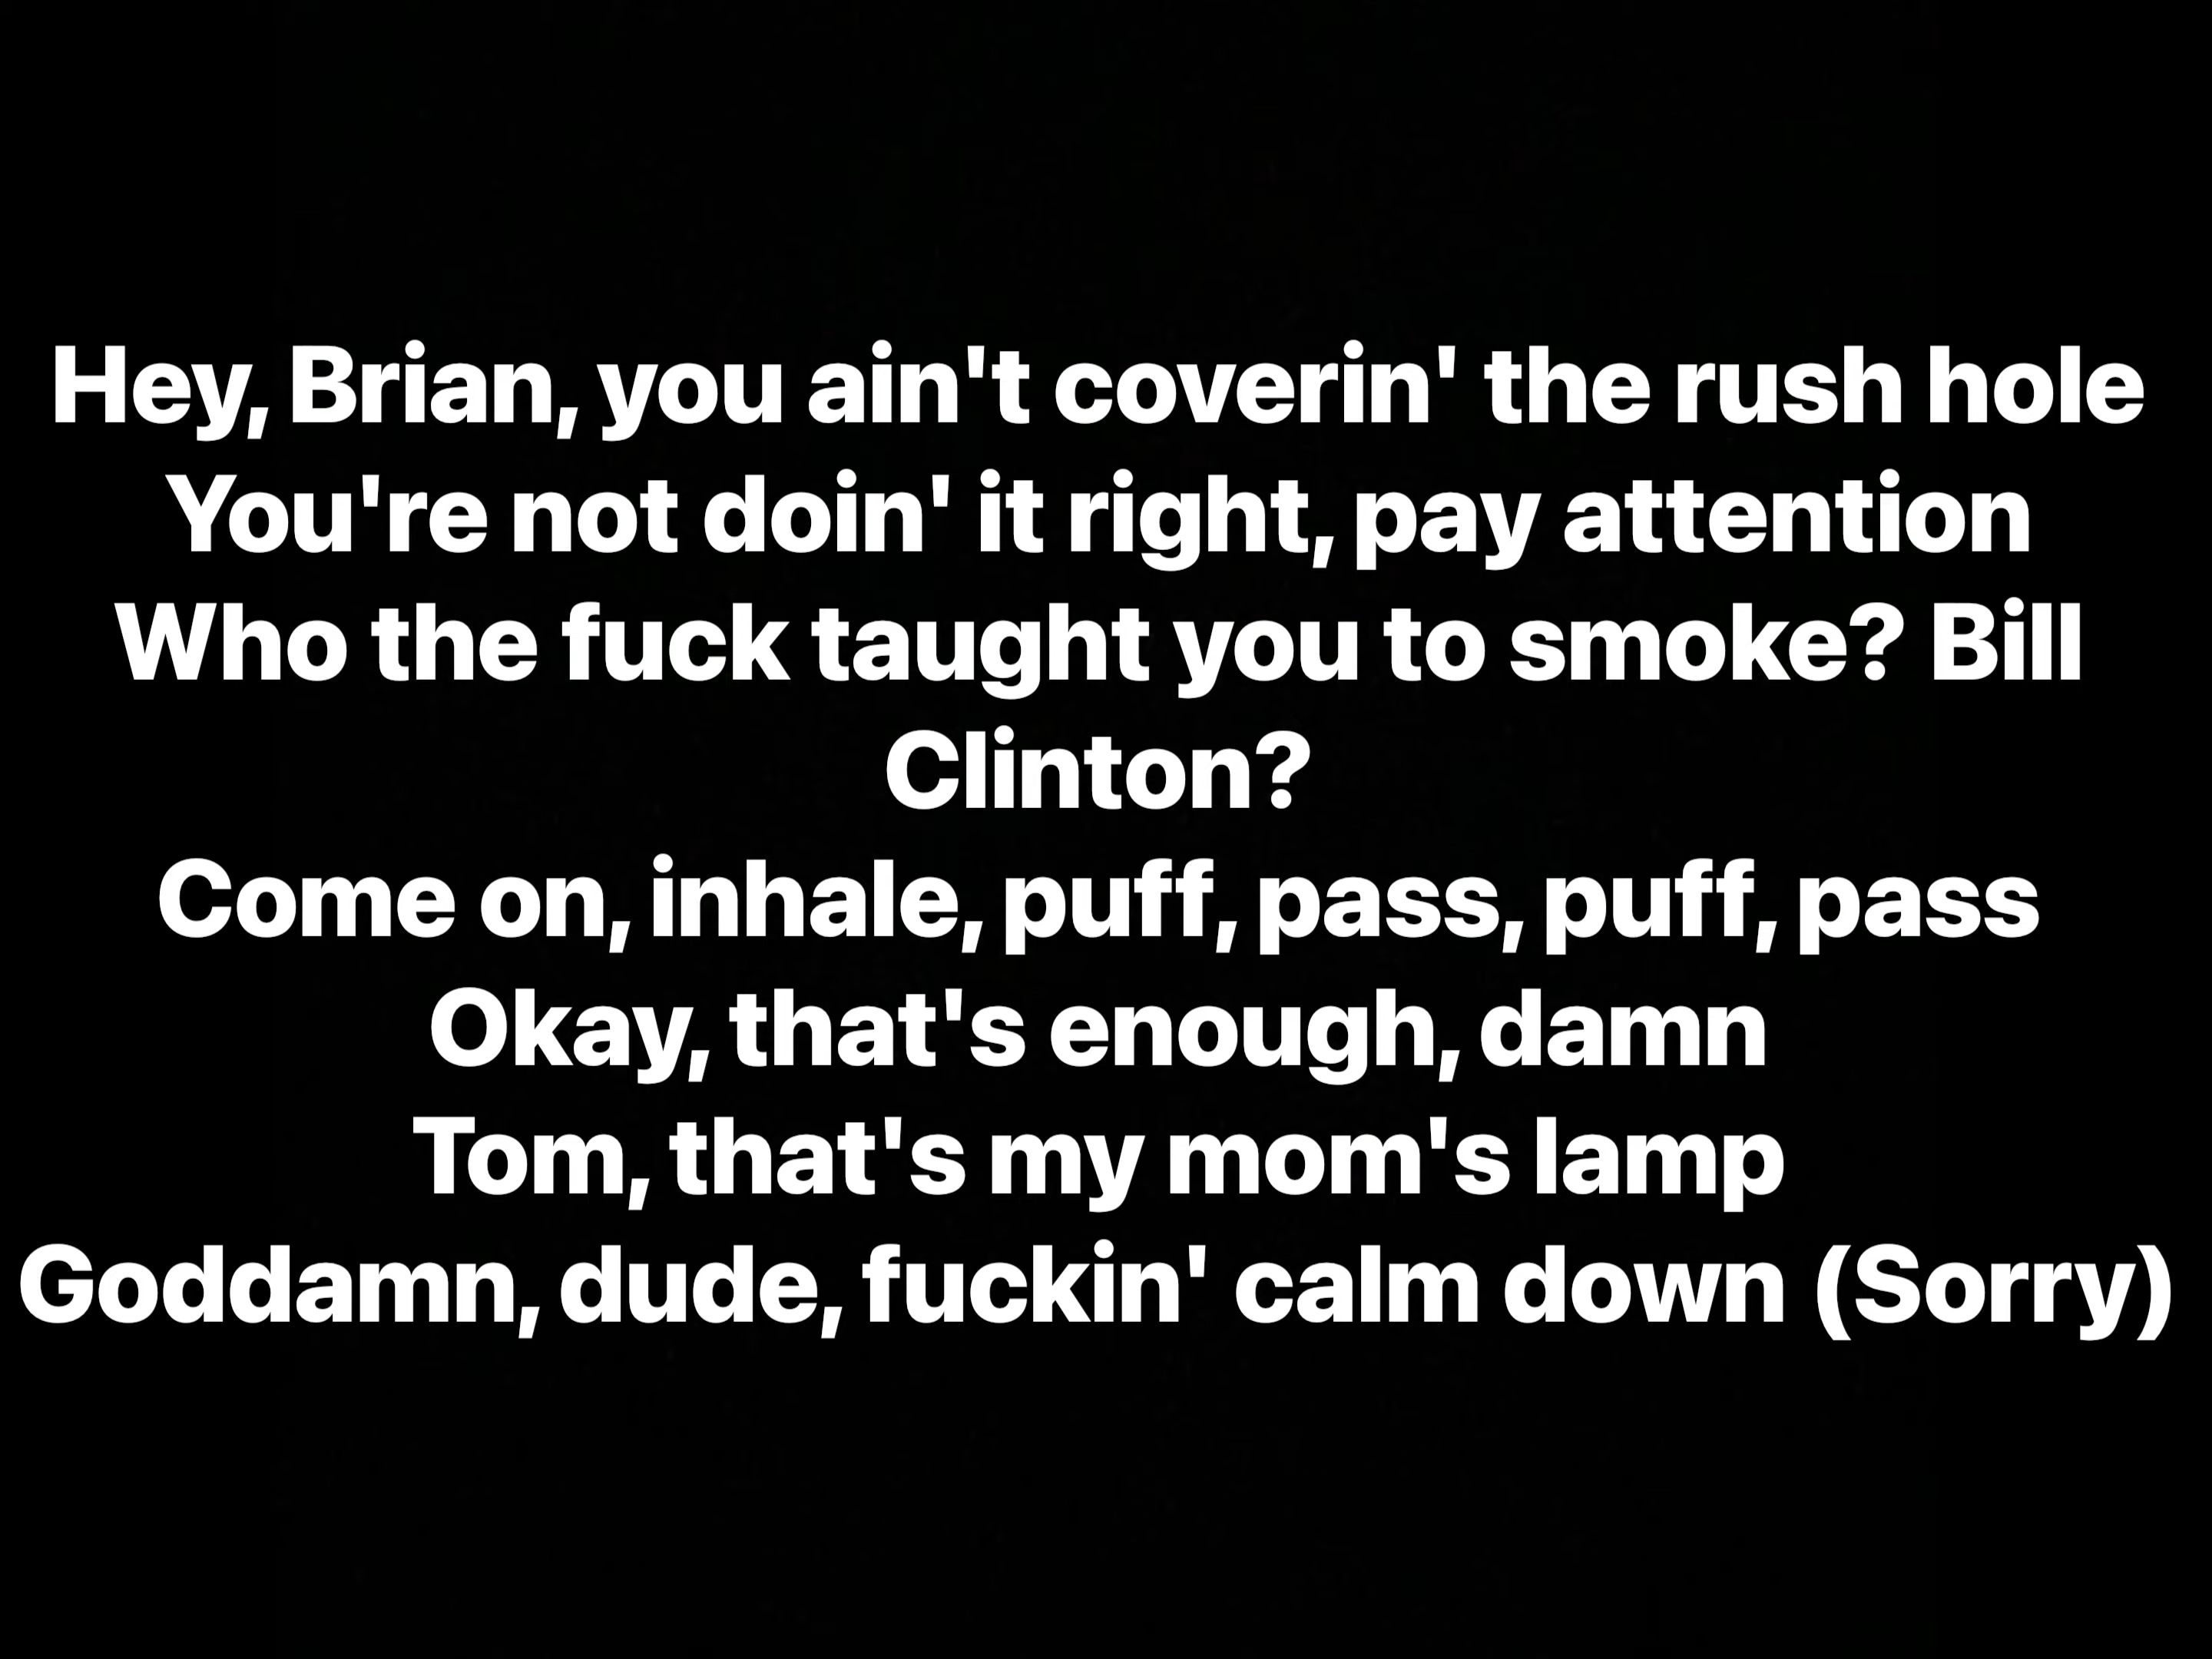 Hey, Brian, you ain't coverin' the rush hole
You're not doin' it right, pay attention
Who the fuck taught you to smoke? Bill
Clinton?
Come on, inhale, puff, pass, puff, pass
Okay, that's enough, damn
Tom, that's my mom's lamp
Goddamn, dude, fuckin' calm down (Sorry)